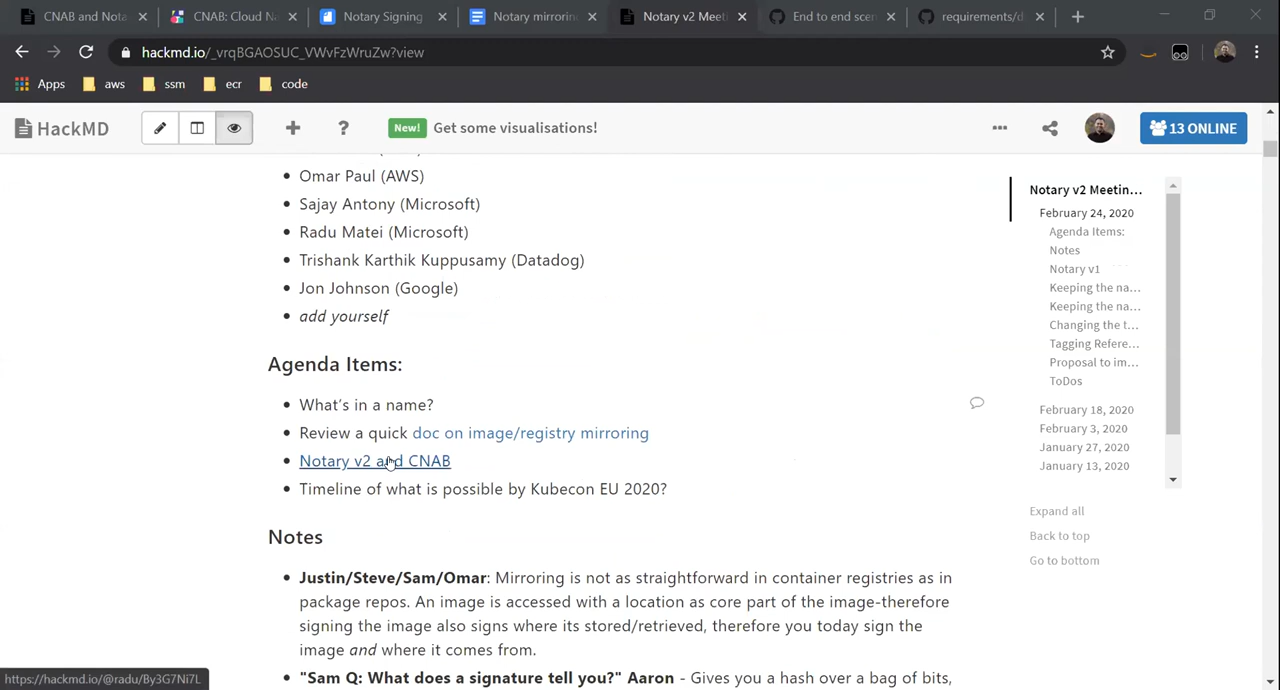 CNAB and Nota
CNAB: Cloud N
Notary Signing
Notary mirrorin
Notary v2 Meeti
End to end scen
requirements/d
hackmd.io/_vrqBGAOSUC_VWvFzWruZw?view
Apps
aws
ssm
ecr
code
HackMD
New! Get some visualisations!
13 ONLINE
Omar Paul (AWS)
Sajay Antony (Microsoft)
Radu Matei (Microsoft)
Trishank Karthik Kuppusamy (Datadog)
Jon Johnson (Google)
add yourself
Agenda Items:
What's in a name?
Review a quick doc on image/registry mirroring
Notary v2 and CNAB
Timeline of what is possible by Kubecon EU 2020?
Notes
Justin/Steve/Sam/Omar: Mirroring is not as straightforward in container registries as in
package repos. An image is accessed with a location as core part of the image-therefore
signing the image also signs where its stored/retrieved, therefore you today sign the
image and where it comes from.
"Sam Q: What does a signature tell you?" Aaron - Gives you a hash over a bag of bits,
Notary v2 Meetin...
February 24, 2020
Agenda Items:
Notes
Notary v1
Keeping the na...
Keeping the na...
Changing the t...
Tagging Refere...
Proposal to im...
ToDos
February 18, 2020
February 3, 2020
January 27, 2020
January 13, 2020
Expand all
Back to top
Go to bottom
https://hackmd.io/@radu/By3G7Ni7L